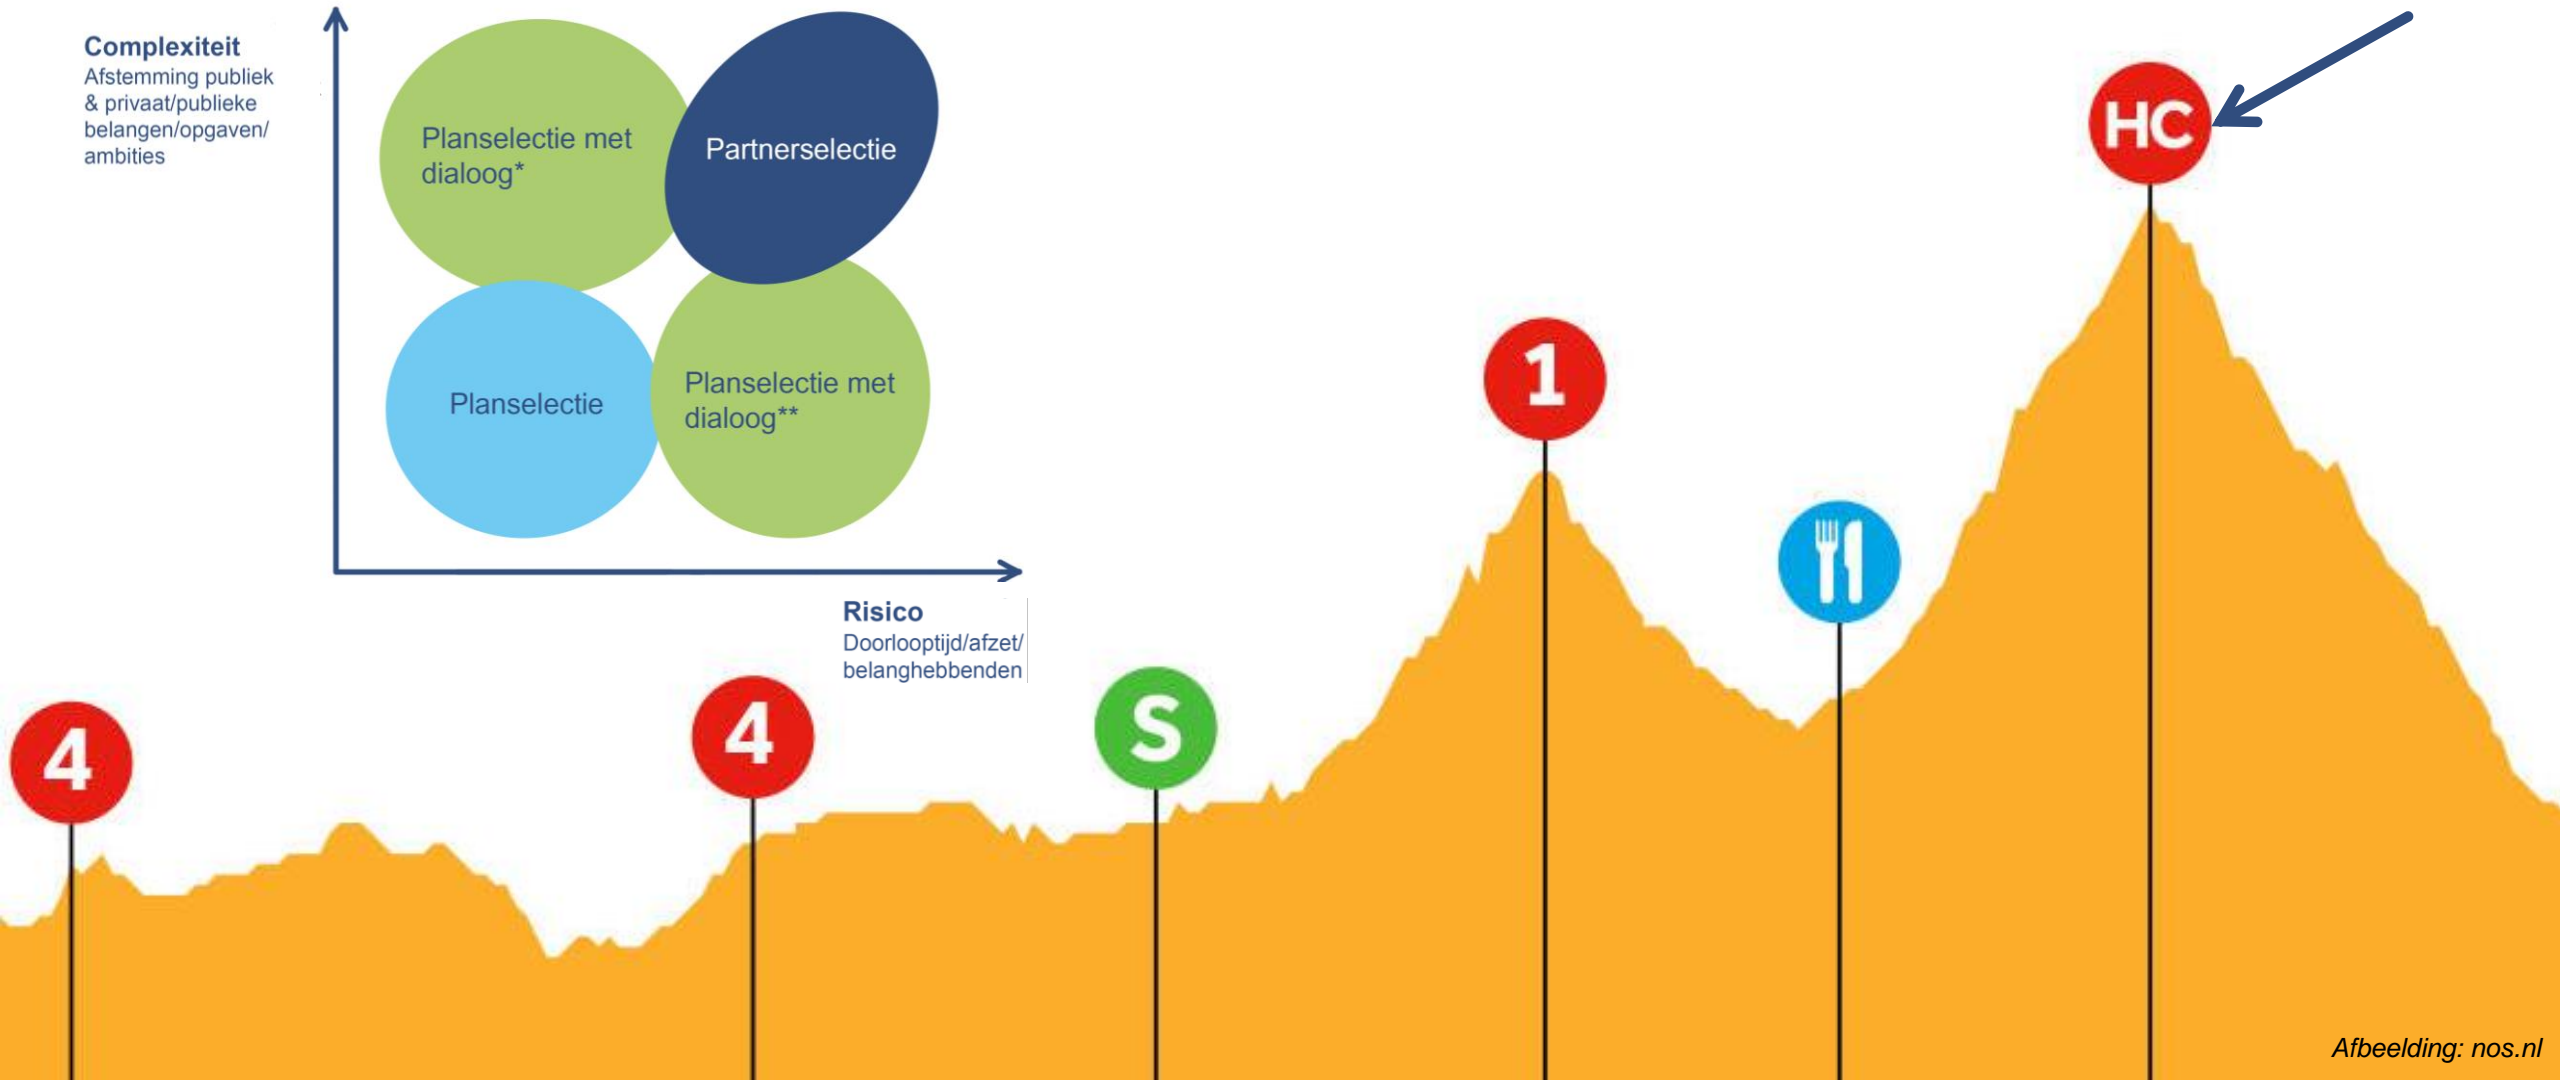 Complexiteit
Afstemming publiek
& privaat/publieke
belangen/opgaven/
ambities
Planselectie met
dialoog*
Partnerselectie
Planselectie
Planselectie met
dialoog**
Risico
Doorlooptijd/afzet/
belanghebbenden
4
4
S
1
HC
Afbeelding: nos.nl